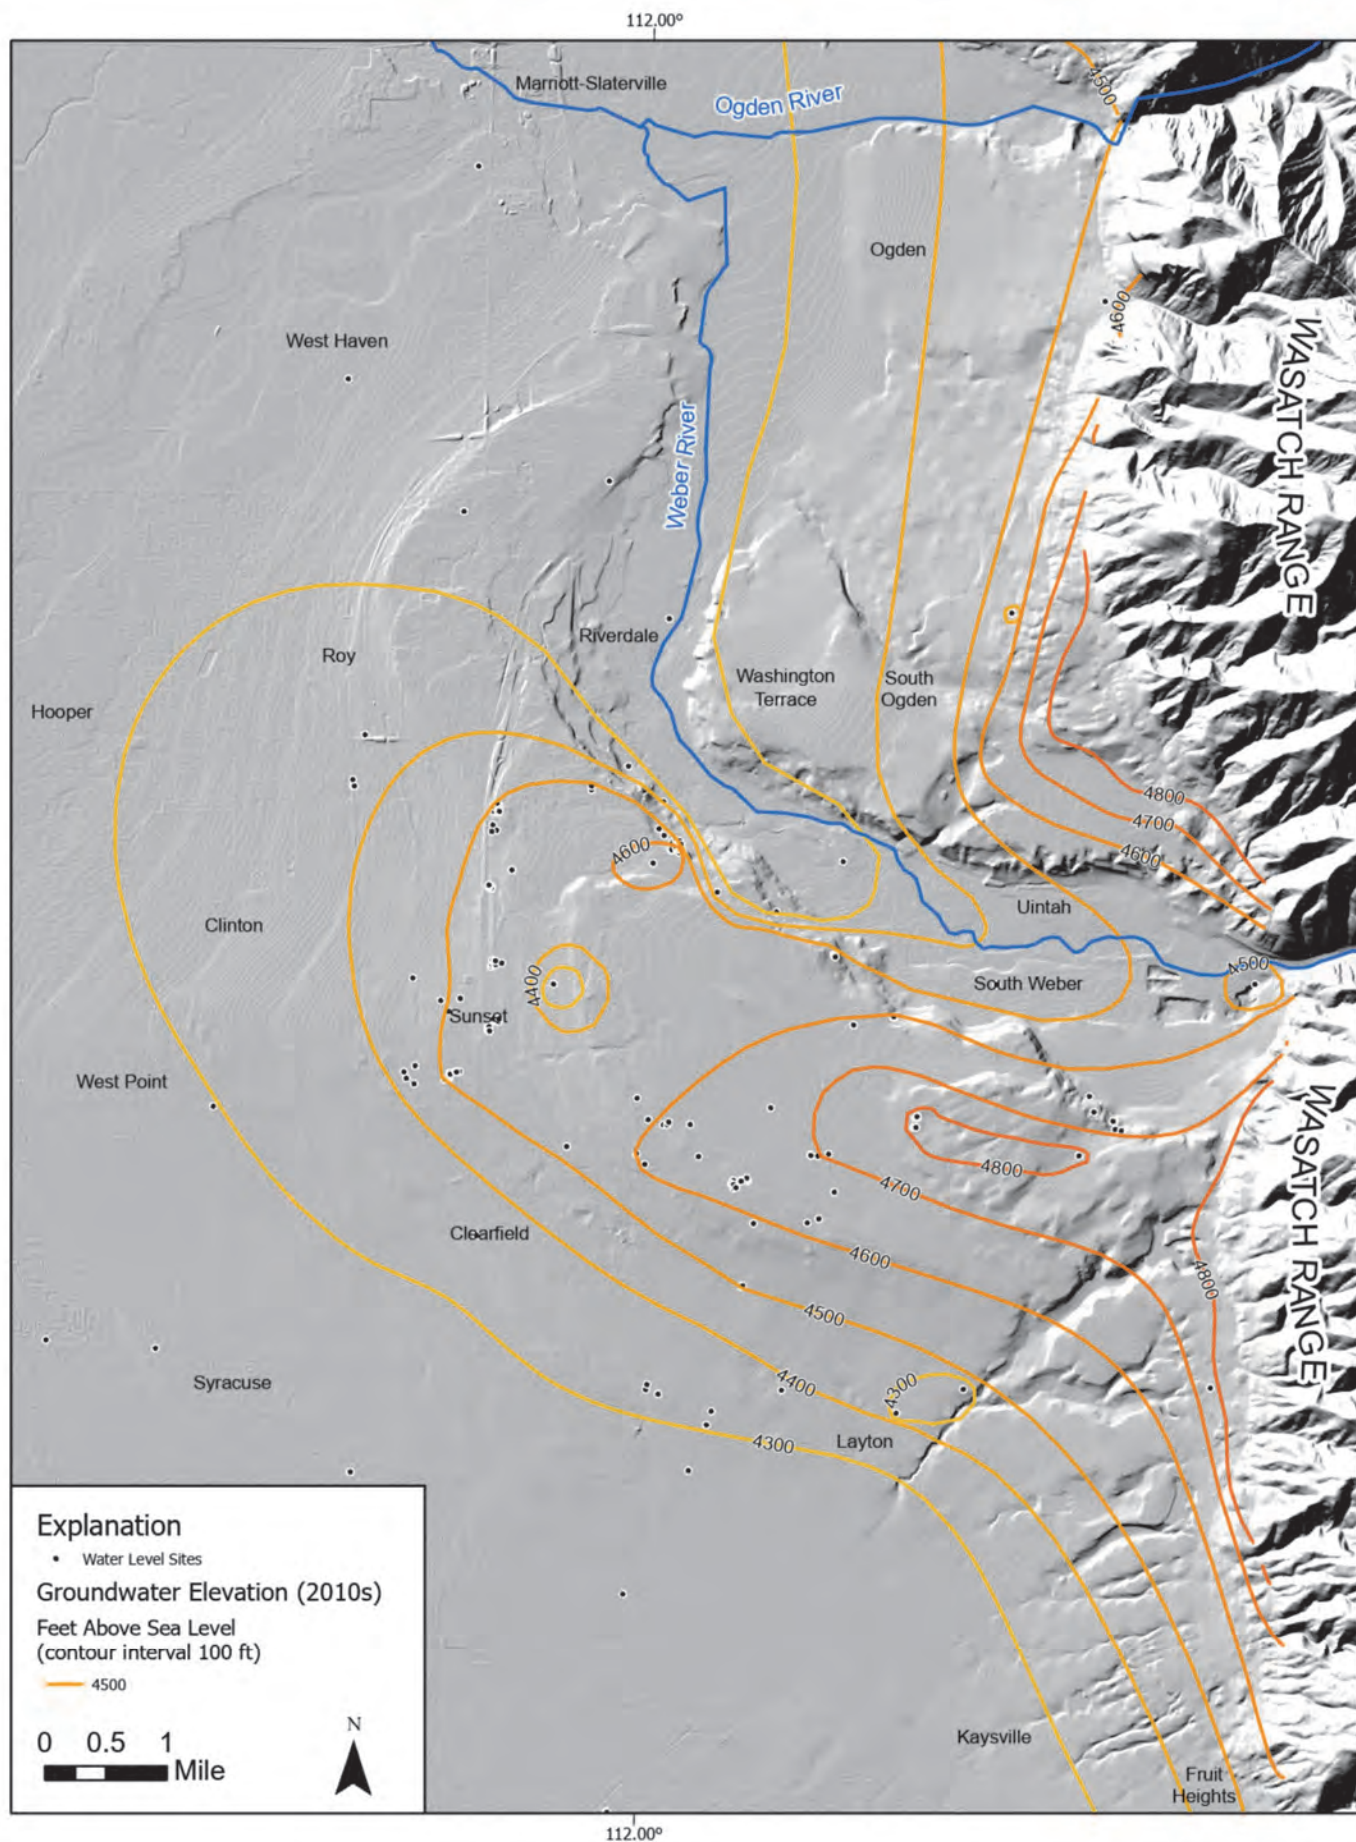 112.00°
Marriott-Slaterville
Ogden River
4500
Ogden
4600
West Haven
WASATCH RANGE
Weber River
Riverdale
Roy
Washington
Terrace
South
Ogden
Hooper
4800
4700
4600
4600
Uintah
Clinton
4400
South Weber
4500
Sunset
West Point
WASATCH RANGE
4800
4700
Clearfield
4600
4800
4500
4400
4300
Syracuse
4300
Layton
Explanation
Water Level Sites
Groundwater Elevation (2010s)
Feet Above Sea Level
(contour interval 100 ft)
4500
N
0 0.5 1
Mile
Kaysville
Fruit
Heights
112.00°